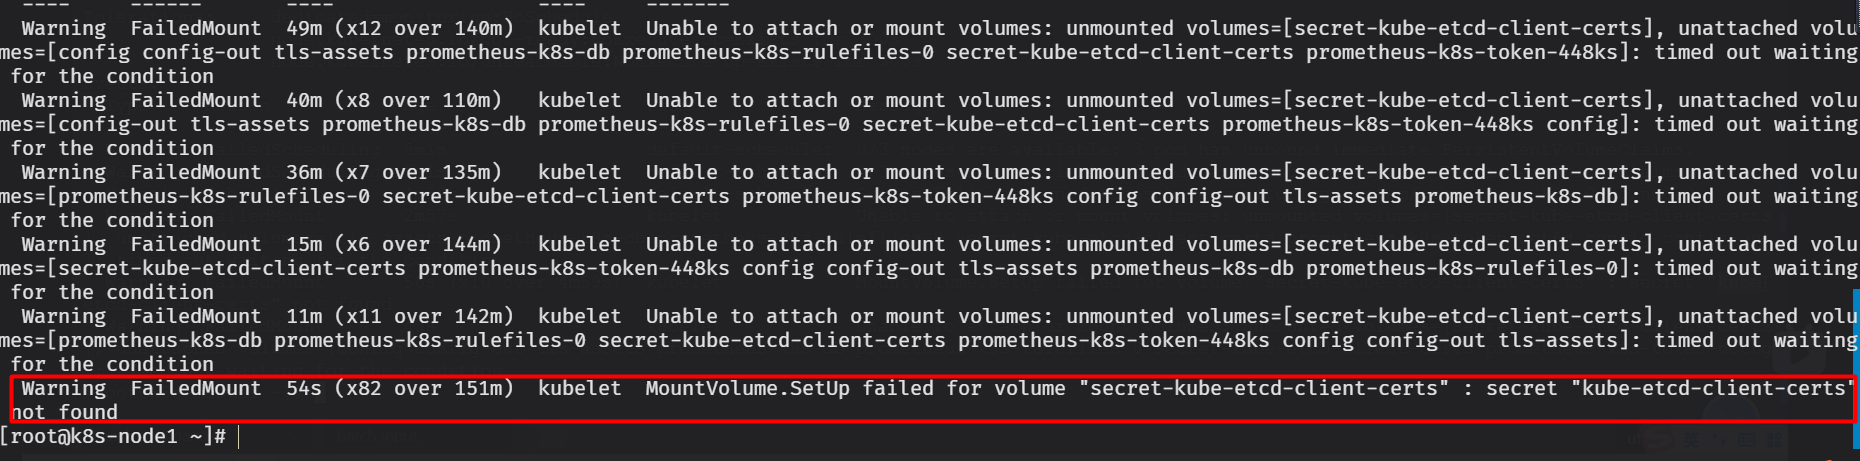 ----     ------       ----                  ----     -------
Warning  FailedMount  49m (x12 over 140m)  kubelet  Unable to attach or mount volumes: unmounted volumes=[secret-kube-etcd-client-certs], unattached volu
mes=[config config-out tls-assets prometheus-k8s-db prometheus-k8s-rulefiles-0 secret-kube-etcd-client-certs prometheus-k8s-token-448ks]: timed out waiting
for the condition
Warning  FailedMount  40m (x8 over 110m)   kubelet  Unable to attach or mount volumes: unmounted volumes=[secret-kube-etcd-client-certs], unattached volu
mes=[config-out tls-assets prometheus-k8s-db prometheus-k8s-rulefiles-0 secret-kube-etcd-client-certs prometheus-k8s-token-448ks config]: timed out waiting
for the condition
Warning  FailedMount  36m (x7 over 135m)   kubelet  Unable to attach or mount volumes: unmounted volumes=[secret-kube-etcd-client-certs], unattached volu
mes=[prometheus-k8s-rulefiles-0 secret-kube-etcd-client-certs prometheus-k8s-token-448ks config config-out tls-assets prometheus-k8s-db]: timed out waiting
for the condition
Warning  FailedMount  15m (x6 over 144m)   kubelet  Unable to attach or mount volumes: unmounted volumes=[secret-kube-etcd-client-certs], unattached volu
mes=[secret-kube-etcd-client-certs prometheus-k8s-token-448ks config config-out tls-assets prometheus-k8s-db prometheus-k8s-rulefiles-0]: timed out waiting
for the condition
Warning  FailedMount  11m (x11 over 142m)  kubelet  Unable to attach or mount volumes: unmounted volumes=[secret-kube-etcd-client-certs], unattached volu
mes=[prometheus-k8s-db prometheus-k8s-rulefiles-0 secret-kube-etcd-client-certs prometheus-k8s-token-448ks config config-out tls-assets]: timed out waiting
for the condition
Warning  FailedMount  54s (x82 over 151m)  kubelet  MountVolume.SetUp failed for volume "secret-kube-etcd-client-certs" : secret "kube-etcd-client-certs"
not found
[root@k8s-node1 ~]#